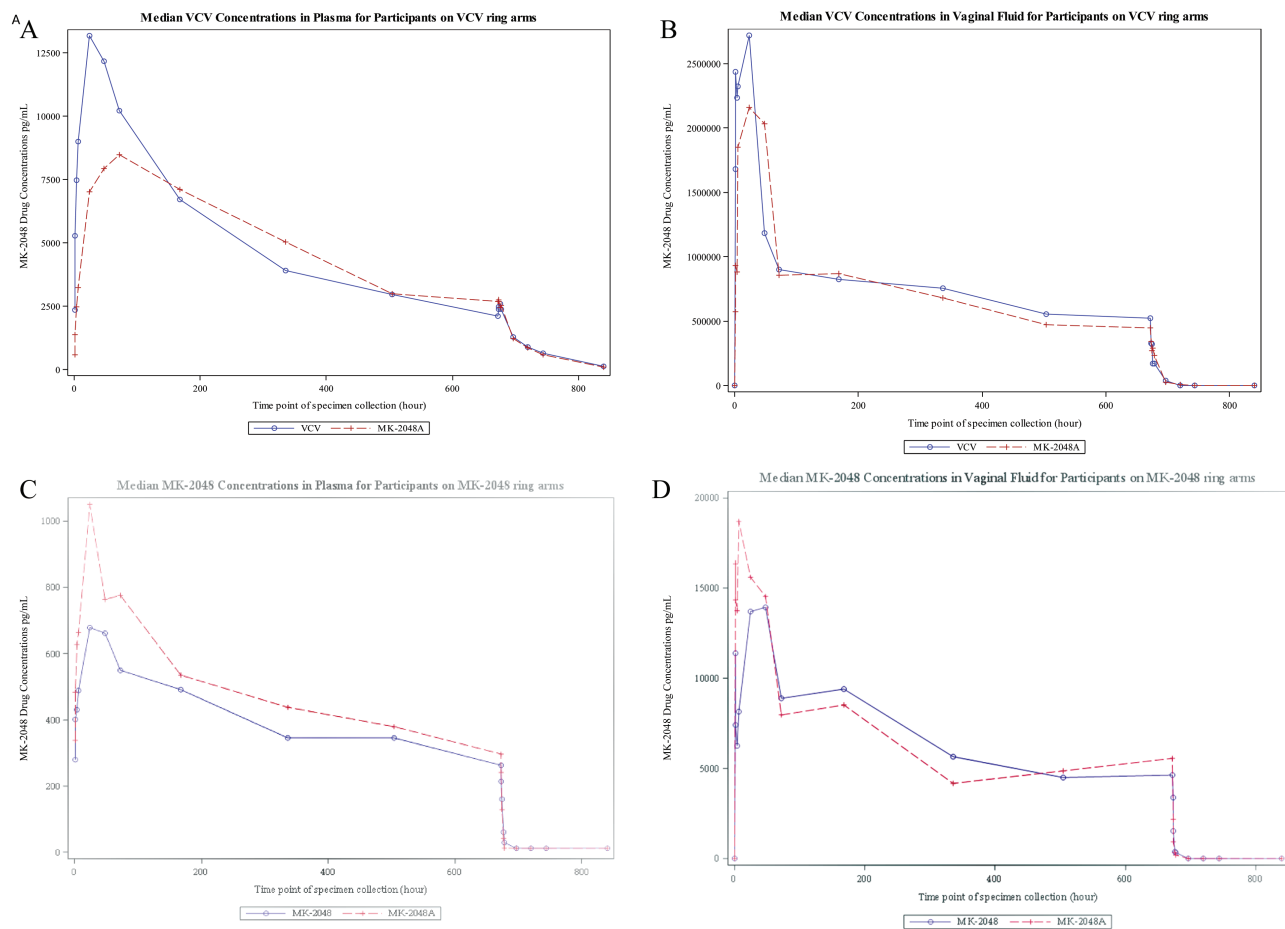 A
A
Median VCV Concentrations in Plasma for Participants on VCV ring arms
MK-2048 Drug Concentrations pg/mL
12500
10000
7500
5000
2500
0
0 200 400 600 800
Time point of specimen collection (hour)
VCV MK-2048A
B
Median VCV Concentrations in Vaginal Fluid for Participants on VCV ring arms
MK-2048 Drug Concentrations pg/mL
2500000
2000000
1500000
1000000
500000
0
0 200 400 600 800
Time point of specimen collection (hour)
VCV MK-2048A
C
Median MK-2048 Concentrations in Plasma for Participants on MK-2048 ring arms
MK-2048 Drug Concentrations pg/mL
1000
800
600
400
200
0
0 200 400 600 800
Time point of specimen collection (hour)
MK-2048 MK-2048A
D
Median MK-2048 Concentrations in Vaginal Fluid for Participants on MK-2048 ring arms
MK-2048 Drug Concentrations pg/mL
20000
15000
10000
5000
0
0 200 400 600 800
Time point of specimen collection (hour)
MK-2048 MK-2048A